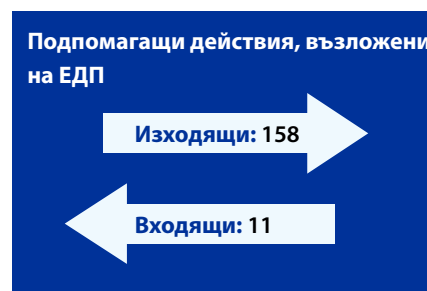 Подпомагащи действия, възложени
на ЕДП
Изходящи: 158
Входящи: 11